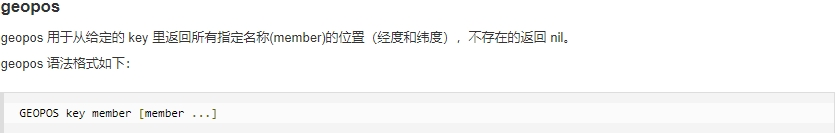 geopos
geopos 用于从给定的 key 里返回所有指定名称(member)的位置（经度和纬度），不存在的返回 nil。
geopos 语法格式如下：
GEOPOS key member [member ...]